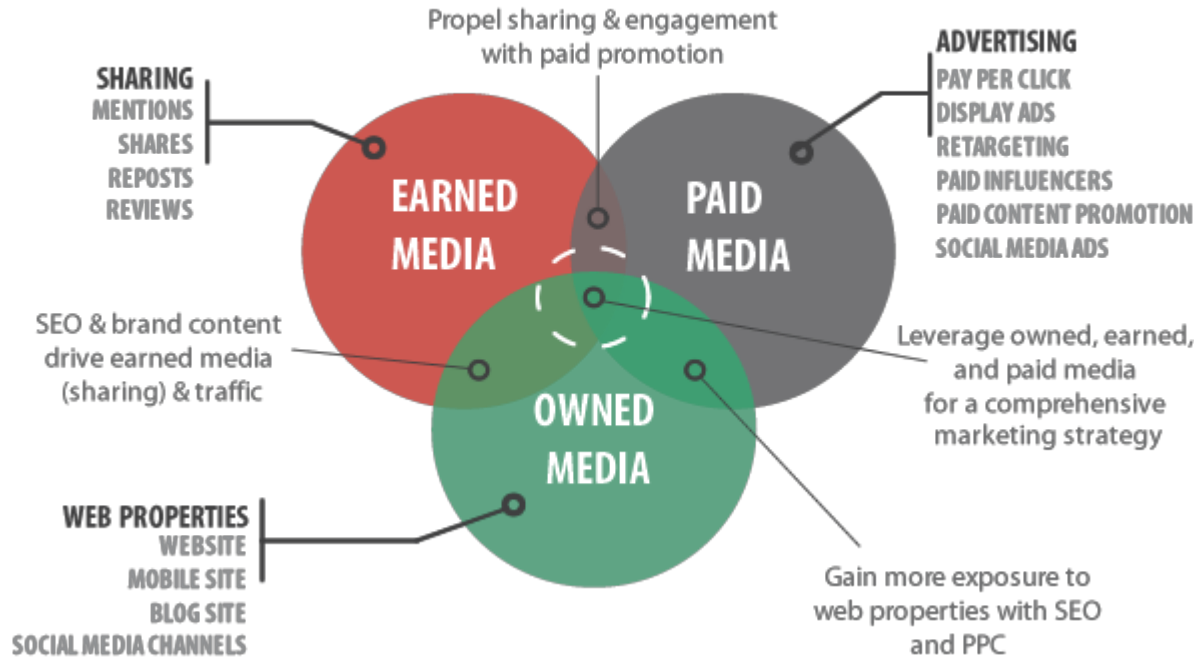 Propel sharing & engagement
with paid promotion
SHARING
MENTIONS
SHARES
REPOSTS
REVIEWS
ADVERTISING
PAY PER CLICK
DISPLAY ADS
RETARGETING
PAID INFLUENCERS
PAID CONTENT PROMOTION
SOCIAL MEDIA ADS
EARNED
MEDIA
PAID
MEDIA
SEO & brand content
drive earned media
(sharing) & traffic
Leverage owned, earned,
and paid media
for a comprehensive
marketing strategy
OWNED
MEDIA
WEB PROPERTIES
WEBSITE
MOBILE SITE
BLOG SITE
SOCIAL MEDIA CHANNELS
Gain more exposure to
web properties with SEO
and PPC